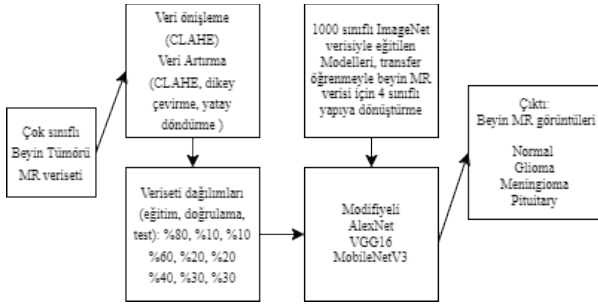 Çok sınıflı
Beyin Tümörü
MR veriseti
Veri önişleme
(CLAHE)
Veri Artırma
(CLAHE, dikey
çevirme, yatay
döndürme )
Veriseti dağılımları
(eğitim, doğrulama,
test): %80, %10, %10
%60, %20, %20
%40, %30, %30
1000 sınıflı ImageNet
verisiyle eğitilen
Modelleri, transfer
öğrenmeyle beyin MR
verisi için 4 sınıflı
yapıya dönüştürme
Modifiyeli
AlexNet
VGG16
MobileNetV3
Çıktı:
Beyin MR görüntüleri
Normal
Glioma
Meningioma
Pituitary